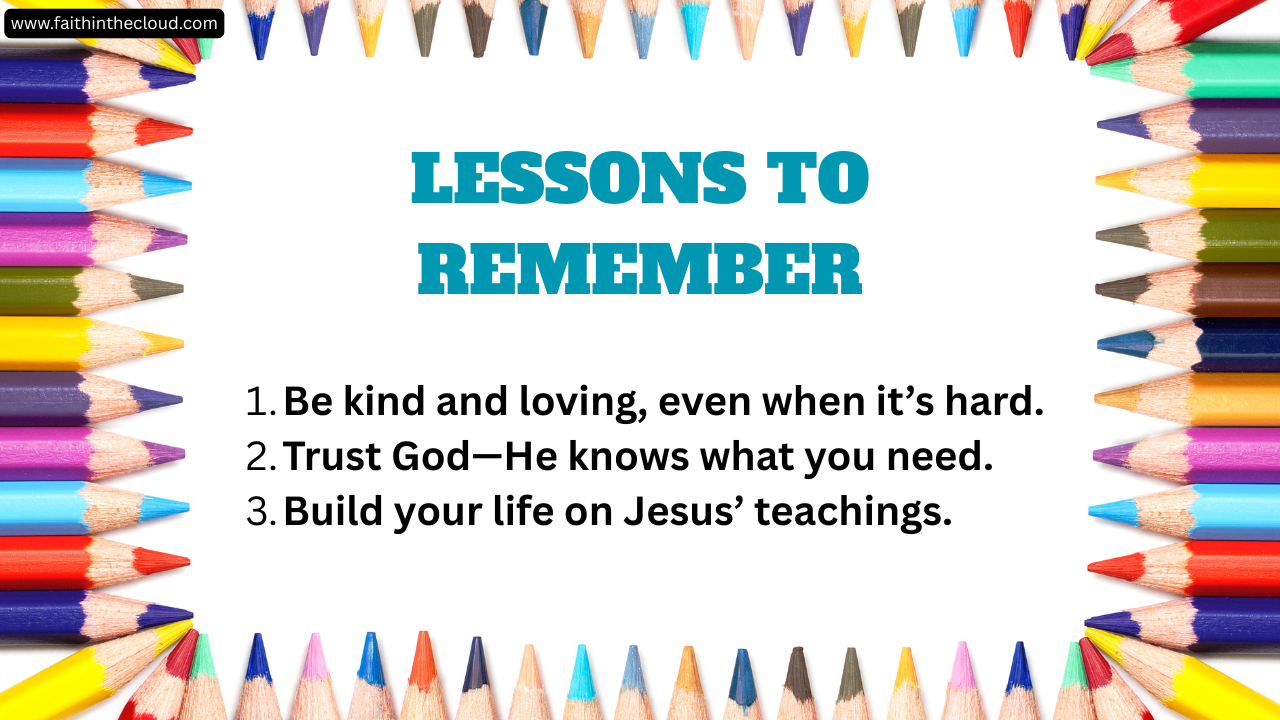 www.faithinthecloud.com
LESSONS TO
REMEMBER
1. Be kind and loving, even when it’s hard.
2. Trust God—He knows what you need.
3. Build your life on Jesus’ teachings.